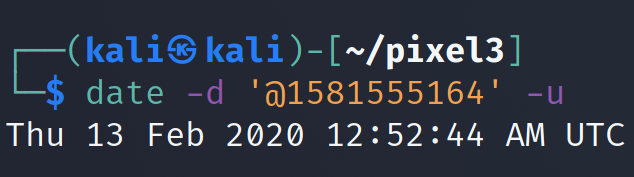 ┌──(kali㉿kali)-[~/pixel3]
└─$ date -d '@1581555164' -u
Thu 13 Feb 2020 12:52:44 AM UTC